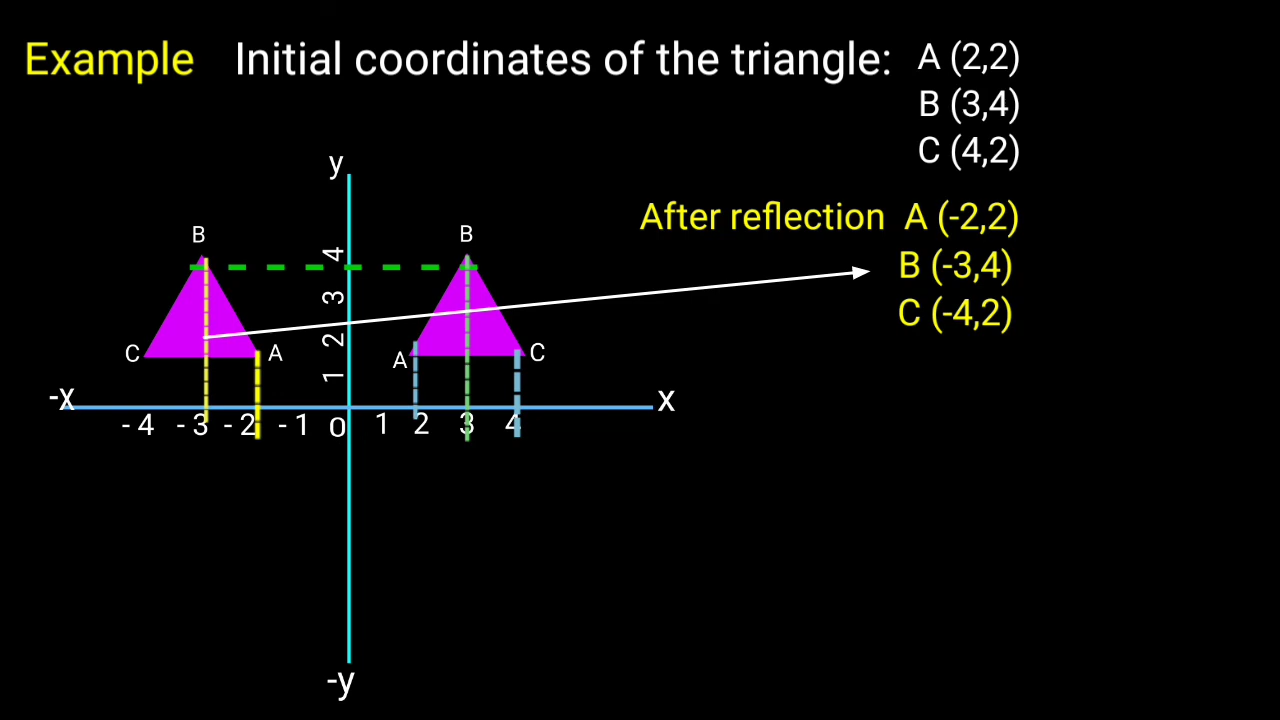 Example Initial coordinates of the triangle: A (2,2)
B (3,4)
C (4,2)
After reflection A (-2,2)
B (-3,4)
C (-4,2)
y
B
B
4
3
2
1
C
A
A
C
-X
X
- 4 - 3 - 2 - 1 0 1 2 3 4
-y